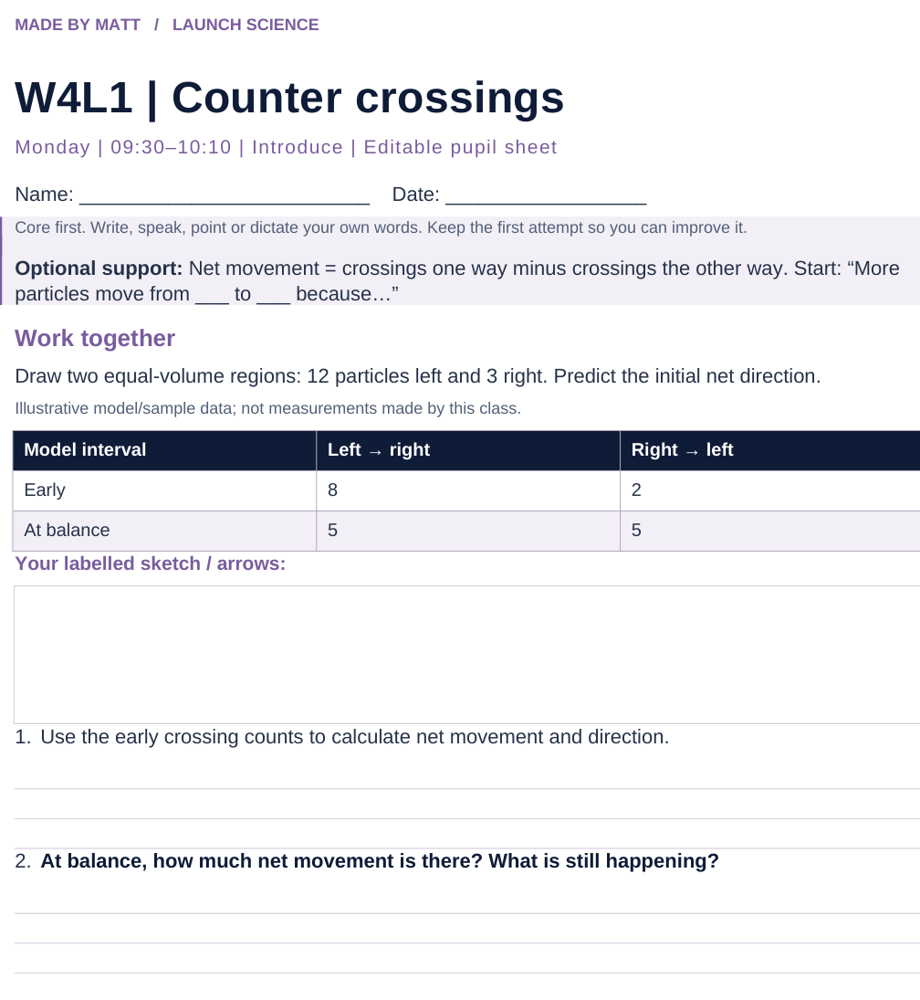 MADE BY MATT / LAUNCH SCIENCE
W4L1 | Counter crossings
Monday | 09:30–10:10 | Introduce | Editable pupil sheet
Name: __________________________ Date: __________________
Core first. Write, speak, point or dictate your own words. Keep the first attempt so you can improve it.
Optional support: Net movement = crossings one way minus crossings the other way. Start: “More
particles move from ___ to ___ because…”
Work together
Draw two equal-volume regions: 12 particles left and 3 right. Predict the initial net direction.
Illustrative model/sample data; not measurements made by this class.
Model interval Left → right Right → left
Early 8 2
At balance 5 5
Your labelled sketch / arrows:
1. Use the early crossing counts to calculate net movement and direction.
2. At balance, how much net movement is there? What is still happening?